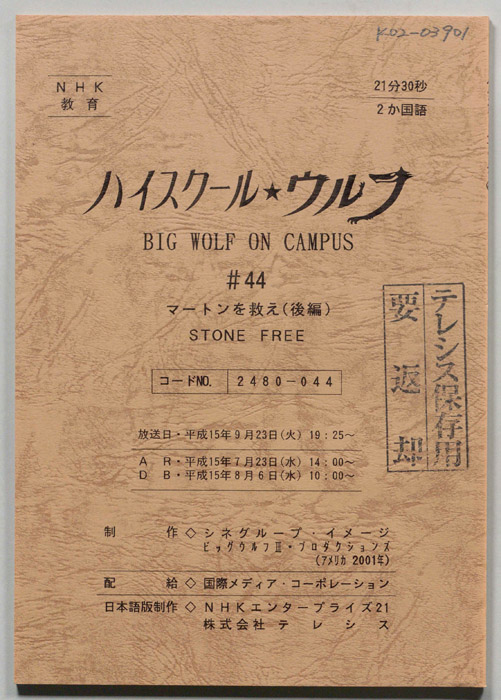 K02-03901
NHK
教育
21分30秒
2か国語
ハイスクール★ウルフ
BIG WOLF ON CAMPUS
#44
マートンを救え(後編)
STONE FREE
コードNO. 2480-044
テレシス保存用
要返却
放送日・平成15年9月23日(火) 19:25~
A R・平成15年7月23日(水) 14:00~
D B・平成15年8月6日(水) 10:00~
制 作◇シネグループ・イメージ
ビッグウルフⅢ・プロダクションズ
(アメリカ 2001年)
配 給◇国際メディア・コーポレーション
日本語版制作◇NHKエンタープライズ21
株式会社テレシス